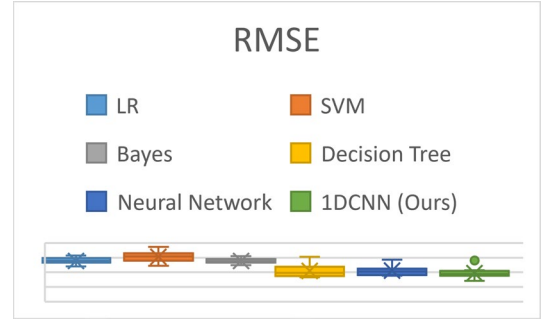 RMSE
LR SVM
Bayes Decision Tree
Neural Network 1DCNN (Ours)